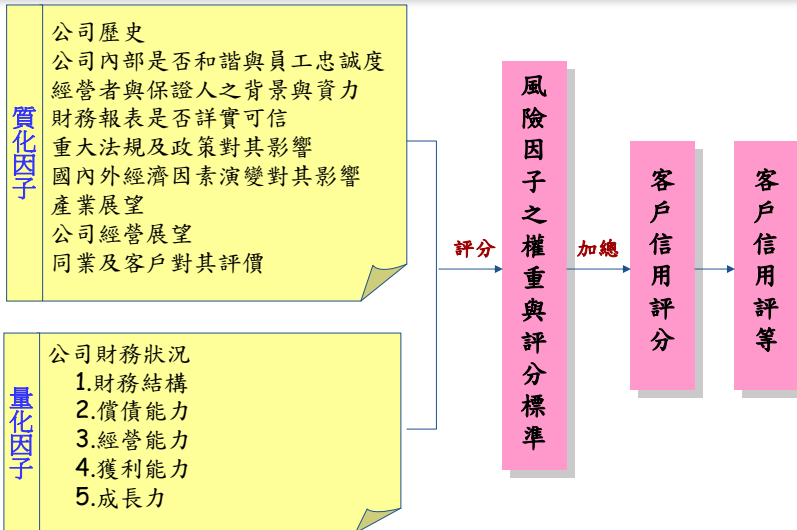 質化因子
公司歷史
公司內部是否和諧與員工忠誠度
經營者與保證人之背景與資力
財務報表是否詳實可信
重大法規及政策對其影響
國內外經濟因素演變對其影響
產業展望
公司經營展望
同業及客戶對其評價
量化因子
公司財務狀況
1.財務結構
2.償債能力
3.經營能力
4.獲利能力
5.成長力
評分
風險因子之權重與評分標準
加總
客戶信用評分
客戶信用評等